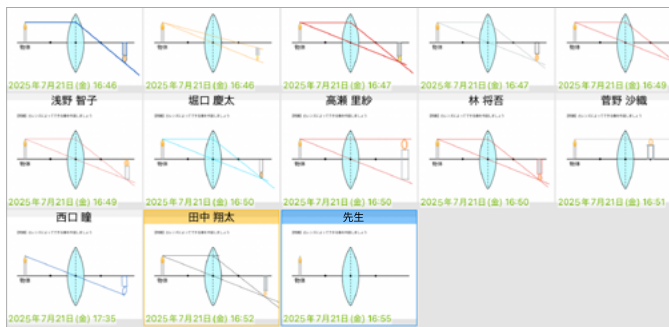 物体
物体
物体
物体
物体
2025年7月21日(金) 16:46
2025年7月21日(金) 16:46
2025年7月21日(金) 16:47
2025年7月21日(金) 16:47
2025年7月21日(金) 16:49
浅野 智子
堀口 慶太
高瀬 里紗
林 将吾
菅野 沙織
物体
物体
物体
物体
物体
2025年7月21日(金) 16:49
2025年7月21日(金) 16:50
2025年7月21日(金) 16:50
2025年7月21日(金) 16:50
2025年7月21日(金) 16:51
西口 瞳
田中 翔太
先生
物体
物体
物体
2025年7月21日(金) 17:35
2025年7月21日(金) 16:52
2025年7月21日(金) 16:55